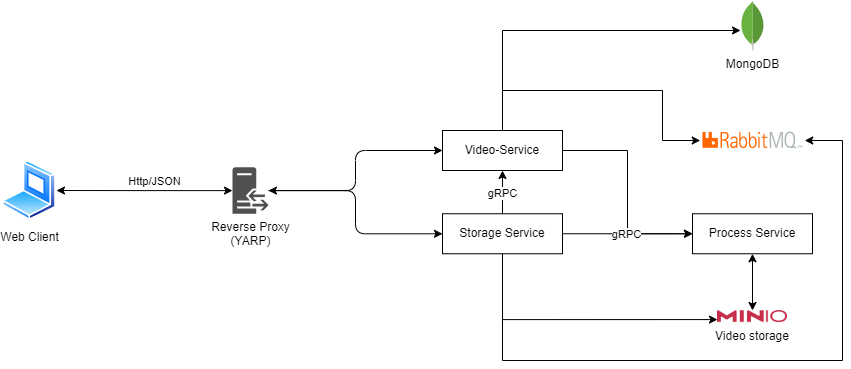 MongoDB
RabbitMQ
Video-Service
Http/JSON
gRPC
Web Client
Reverse Proxy
(YARP)
Storage Service
gRPC
Process Service
MINIO
Video storage